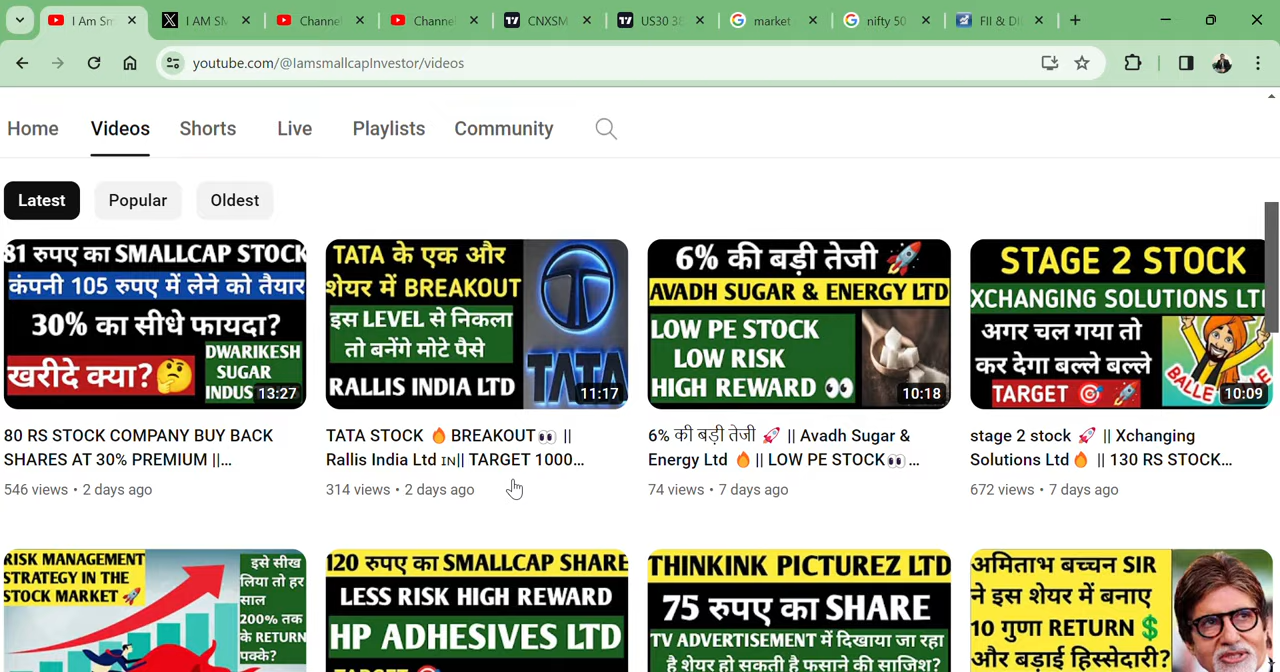 I Am Sm
I AM SM
Channe
Channe
CNXSM
US30 38
market
nifty 50
FII & DI
youtube.com/@IamsmallcapInvestor/videos
Home
Videos
Shorts
Live
Playlists
Community
Latest
Popular
Oldest
81 रुपए का SMALLCAP STOCK
कंपनी 105 रुपए में लेने को तैयार
30% का सीधे फायदा?
खरीदे क्या?🤔
DWARIKESH
SUGAR
INDUS
13:27
TATA के एक और
शेयर में BREAKOUT
इस LEVEL से निकला
तो बनेंगे मोटे पैसे
RALLIS INDIA LTD
TATA
11:17
6% की बड़ी तेजी 🚀
AVADH SUGAR & ENERGY LTD
LOW PE STOCK
LOW RISK
HIGH REWARD 👀
10:18
STAGE 2 STOCK
XCHANGING SOLUTIONS LT
अगर चल गया तो
कर देगा बल्ले बल्ले
TARGET 🎯 🚀
BALLE
10:09
80 RS STOCK COMPANY BUY BACK
SHARES AT 30% PREMIUM ||...
546 views • 2 days ago
TATA STOCK 🔥 BREAKOUT👀 ||
Rallis India Ltd ɪɴ|| TARGET 1000...
314 views • 2 days ago
6% की बड़ी तेजी 🚀 || Avadh Sugar &
Energy Ltd 🔥 || LOW PE STOCK👀 ...
74 views • 7 days ago
stage 2 stock 🚀 || Xchanging
Solutions Ltd🔥 || 130 RS STOCK...
672 views • 7 days ago
RISK MANAGEMENT
STRATEGY IN THE
STOCK MARKET 🚀
इसे सीख
लिया तो हर
साल
200% तक
के RETURN
पक्के?
120 रुपए का SMALLCAP SHARE
LESS RISK HIGH REWARD
HP ADHESIVES LTD
TARGET 🎯
THINKINK PICTUREZ LTD
75 रुपए का SHARE
TV ADVERTISEMENT में दिखाया जा रहा
है शेयर हो सकती है फसाने की साजिश?
अमिताभ बच्चन SIR
ने इस शेयर में बनाए
10 गुणा RETURN 💲
और बड़ाई हिस्सेदारी?